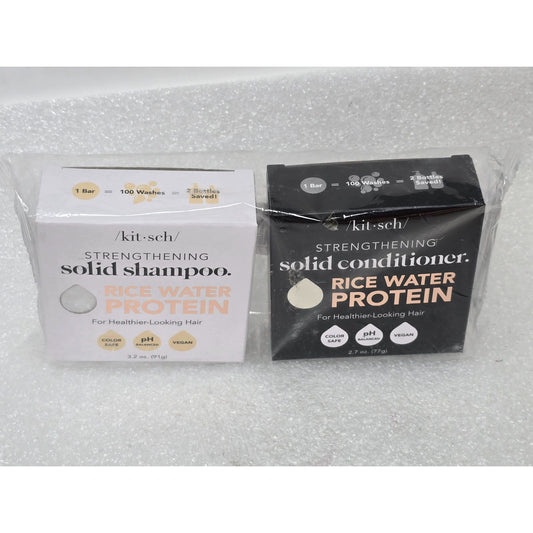 1 Bar = 100 Washes = 2 Bottles Saved!
/kit•sch/
STRENGTHENING
solid shampoo.
RICE WATER
PROTEIN
For Healthier-Looking Hair
COLOR SAFE
pH BALANCED
VEGAN
3.2 oz. (91g)
1 Bar = 100 Washes = 2 Bottles Saved!
/kit•sch/
STRENGTHENING
solid conditioner.
RICE WATER
PROTEIN
For Healthier-Looking Hair
COLOR SAFE
pH BALANCED
VEGAN
2.7 oz. (77g)